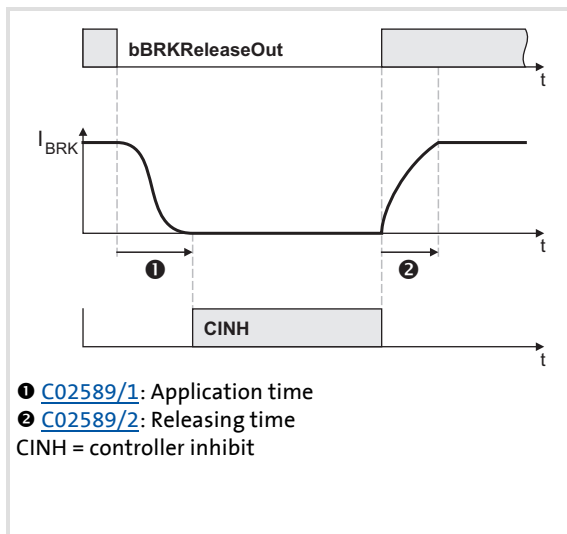 bBRKReleaseOut
t
I BRK
t
❶
❷
CINH
t
❶ C02589/1: Application time
❷ C02589/2: Releasing time
CINH = controller inhibit